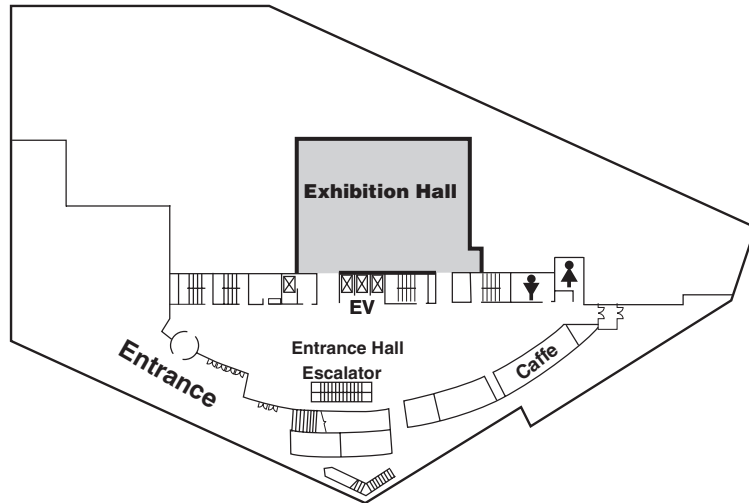 Exhibition Hall
EV
Entrance Hall
Escalator
Entrance
Caffe